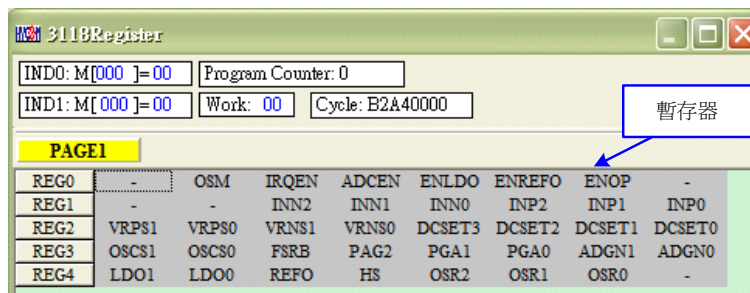 HYCON 3118Register
IND0: M[000 ]= 00 Program Counter: 0
IND1: M[ 000 ]= 00 Work: 00 Cycle: B2A40000
暫存器
PAGE1
REG0 - OSM IRQEN ADCEN ENLDO ENREFO ENOP -
REG1 - - INN2 INN1 INN0 INP2 INP1 INP0
REG2 VRPS1 VRPS0 VRNS1 VRNS0 DCSET3 DCSET2 DCSET1 DCSET0
REG3 OSCS1 OSCS0 FSRB PAG2 PGA1 PGA0 ADGN1 ADGN0
REG4 LDO1 LDO0 REFO HS OSR2 OSR1 OSR0 -